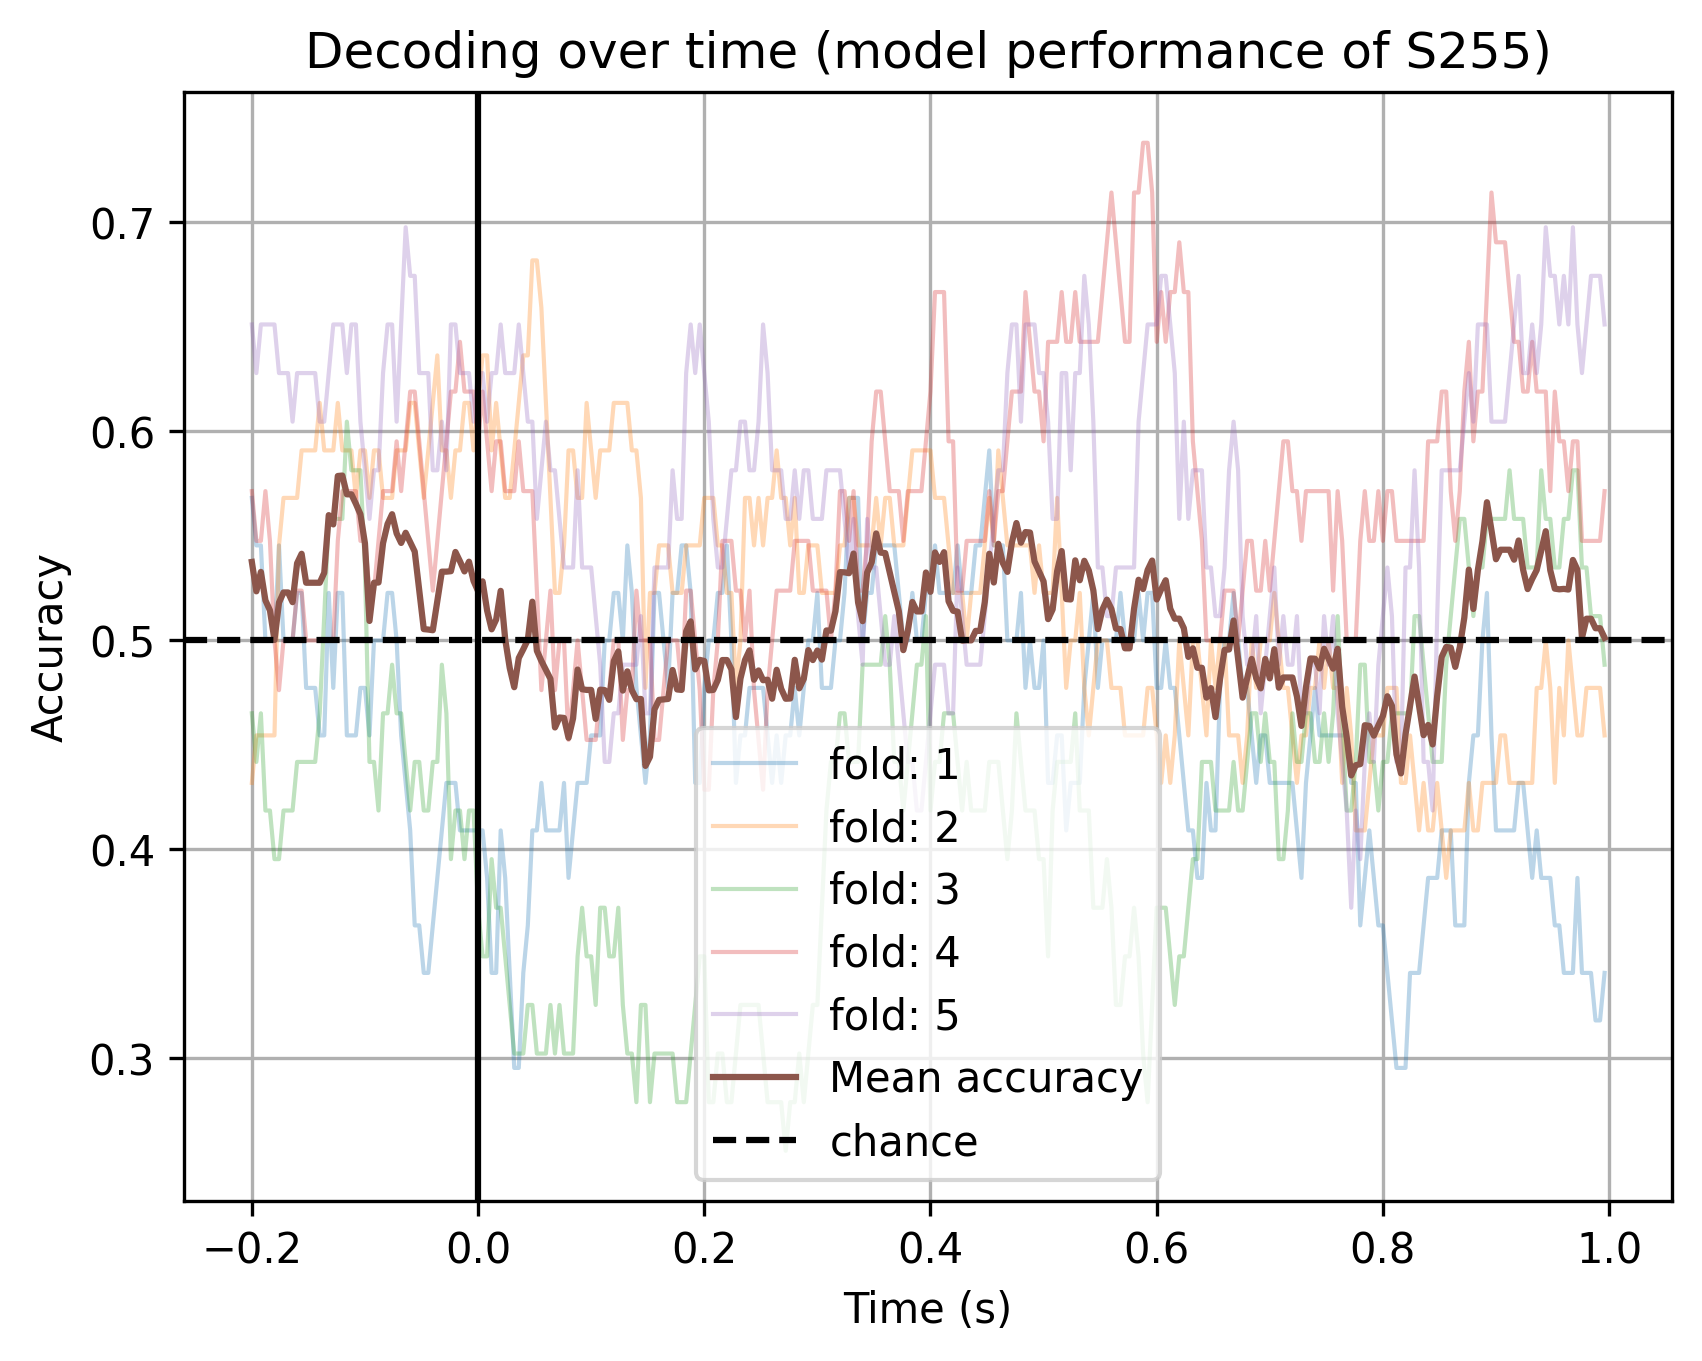 Decoding over time (model performance of S255)
Accuracy
0.7
0.6
0.5
0.4
0.3
fold: 1
fold: 2
fold: 3
fold: 4
fold: 5
Mean accuracy
chance
−0.2 0.0 0.2 0.4 0.6 0.8 1.0
Time (s)